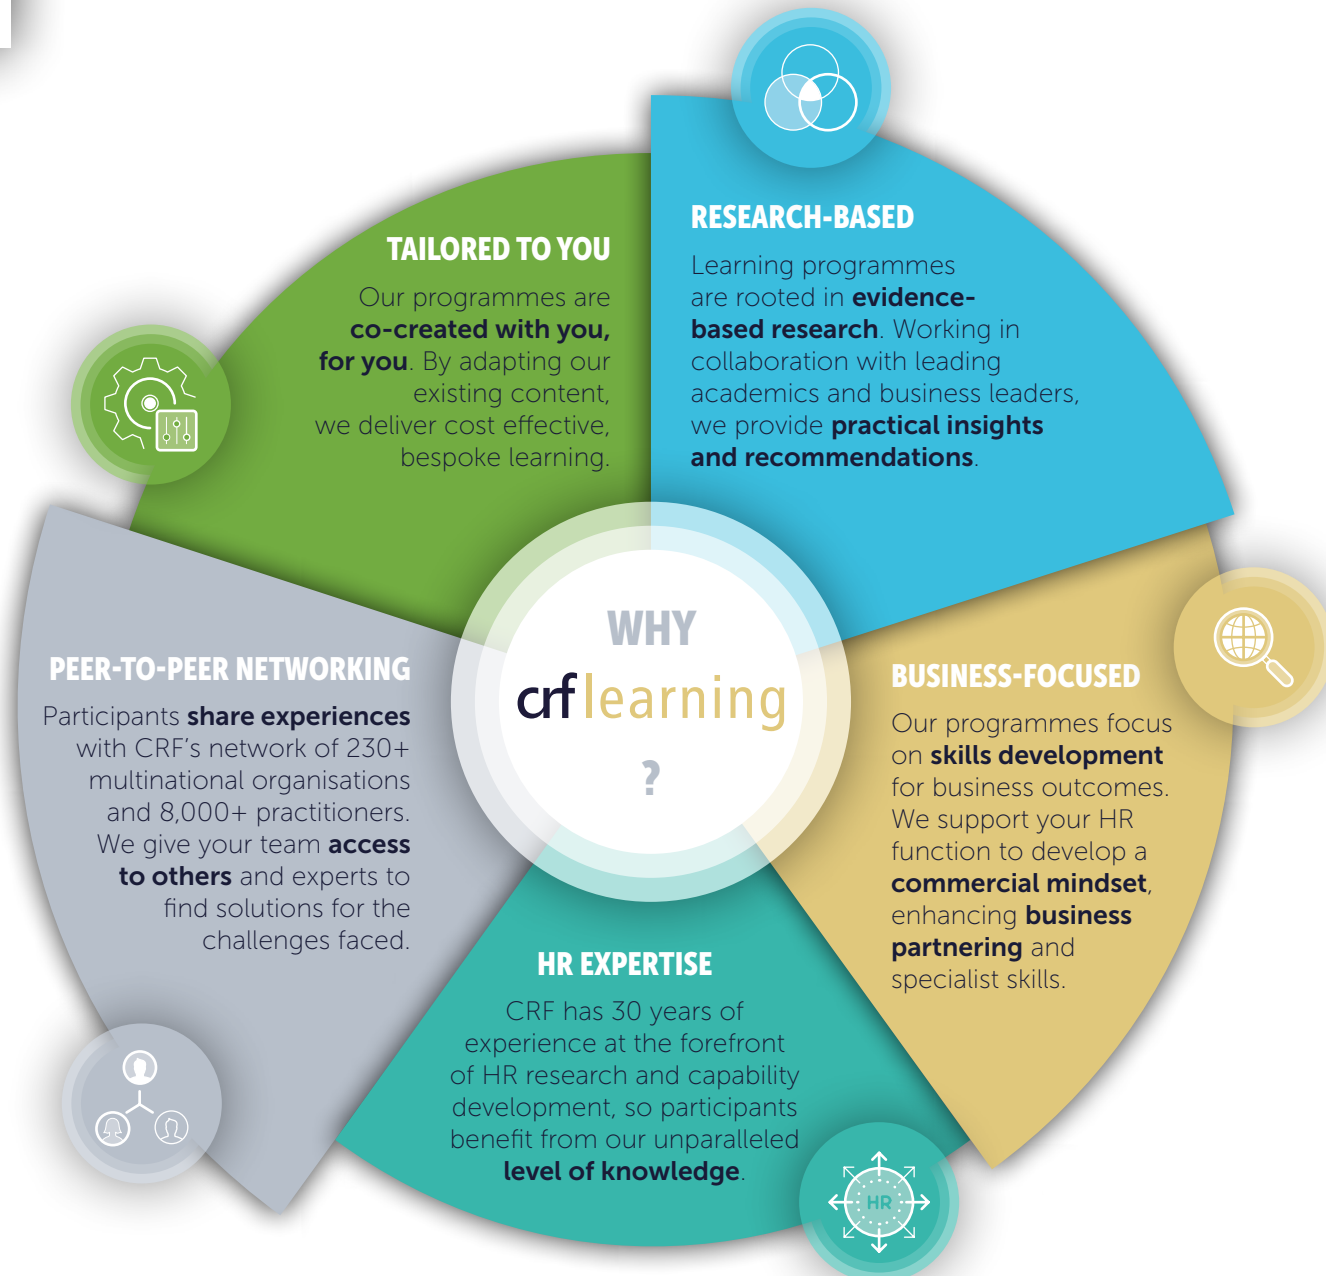 WHY
crflearning
?
RESEARCH-BASED
Learning programmes
are rooted in evidence-
based research. Working in
collaboration with leading
academics and business leaders,
we provide practical insights
and recommendations.
BUSINESS-FOCUSED
Our programmes focus
on skills development
for business outcomes.
We support your HR
function to develop a
commercial mindset,
enhancing business
partnering and
specialist skills.
HR EXPERTISE
CRF has 30 years of
experience at the forefront
of HR research and capability
development, so participants
benefit from our unparalleled
level of knowledge.
HR
PEER-TO-PEER NETWORKING
Participants share experiences
with CRF's network of 230+
multinational organisations
and 8,000+ practitioners.
We give your team access
to others and experts to
find solutions for the
challenges faced.
TAILORED TO YOU
Our programmes are
co-created with you,
for you. By adapting our
existing content,
we deliver cost effective,
bespoke learning.